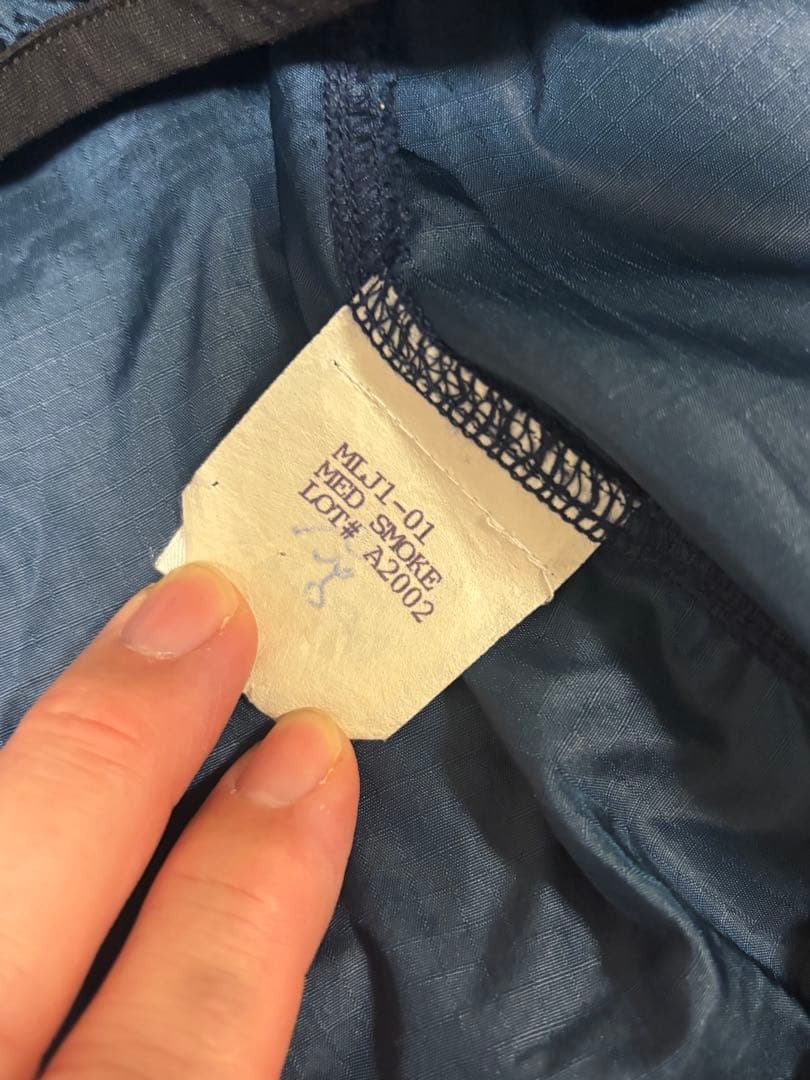 MLJ1-01
MED SMOKE
LOT# A2002